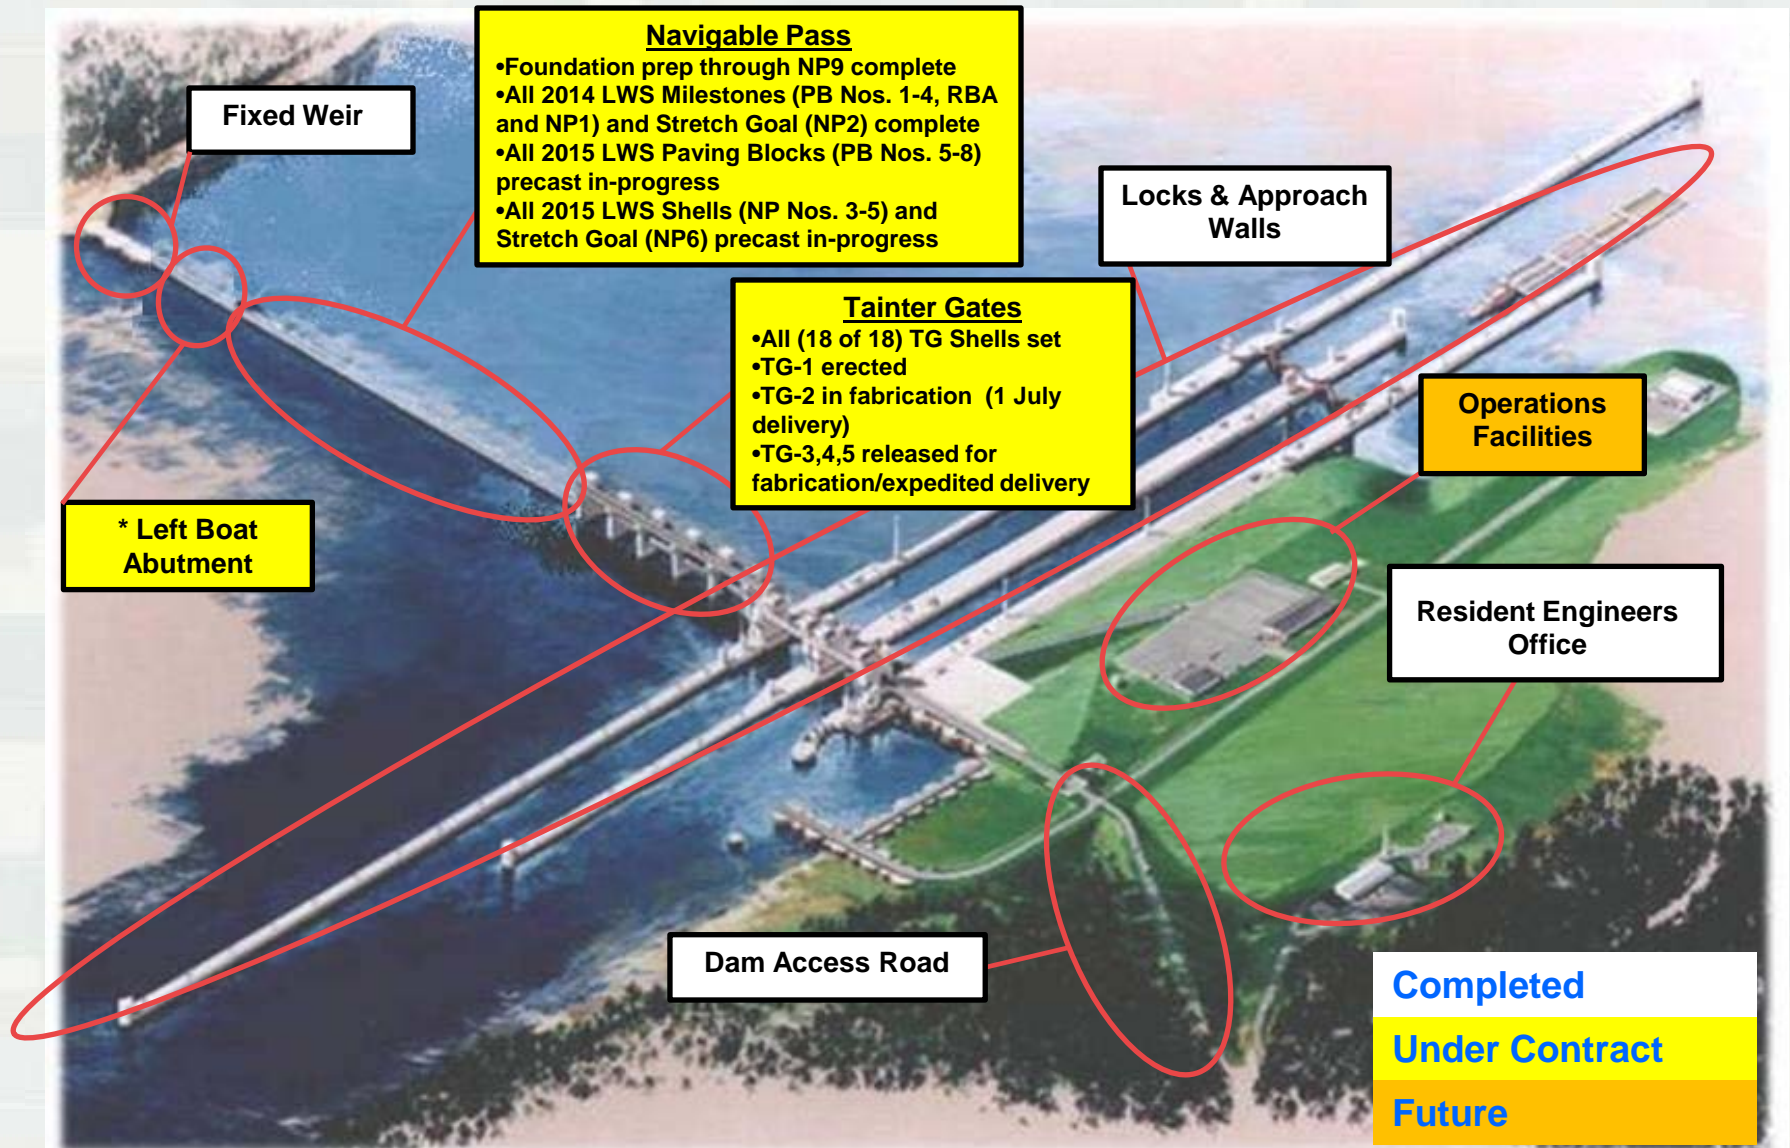 Navigable Pass
•Foundation prep through NP9 complete
•All 2014 LWS Milestones (PB Nos. 1-4, RBA
and NP1) and Stretch Goal (NP2) complete
•All 2015 LWS Paving Blocks (PB Nos. 5-8)
precast in-progress
•All 2015 LWS Shells (NP Nos. 3-5) and
Stretch Goal (NP6) precast in-progress
Fixed Weir
Locks & Approach
Walls
Tainter Gates
•All (18 of 18) TG Shells set
•TG-1 erected
•TG-2 in fabrication (1 July
delivery)
•TG-3,4,5 released for
fabrication/expedited delivery
Operations
Facilities
* Left Boat
Abutment
Resident Engineers
Office
Dam Access Road
Completed
Under Contract
Future